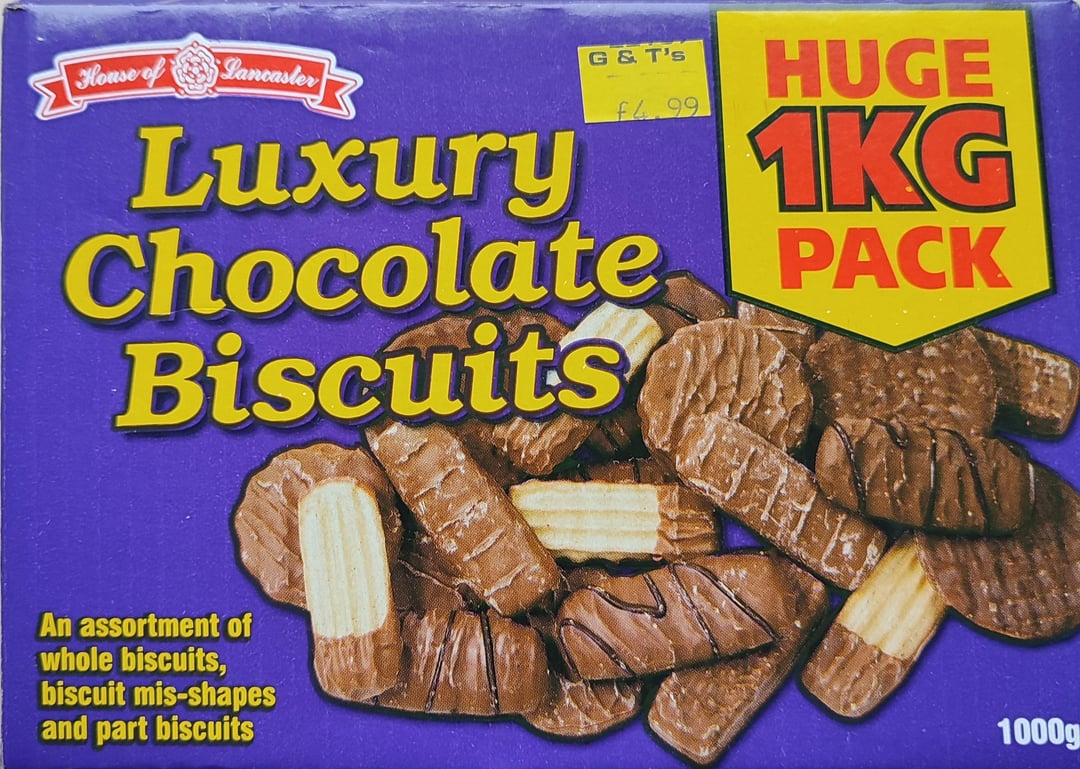 House of Lancaster
G & T's
£4.99
HUGE
1KG
PACK
Luxury
Chocolate
Biscuits
An assortment of
whole biscuits,
biscuit mis-shapes
and part biscuits
1000g